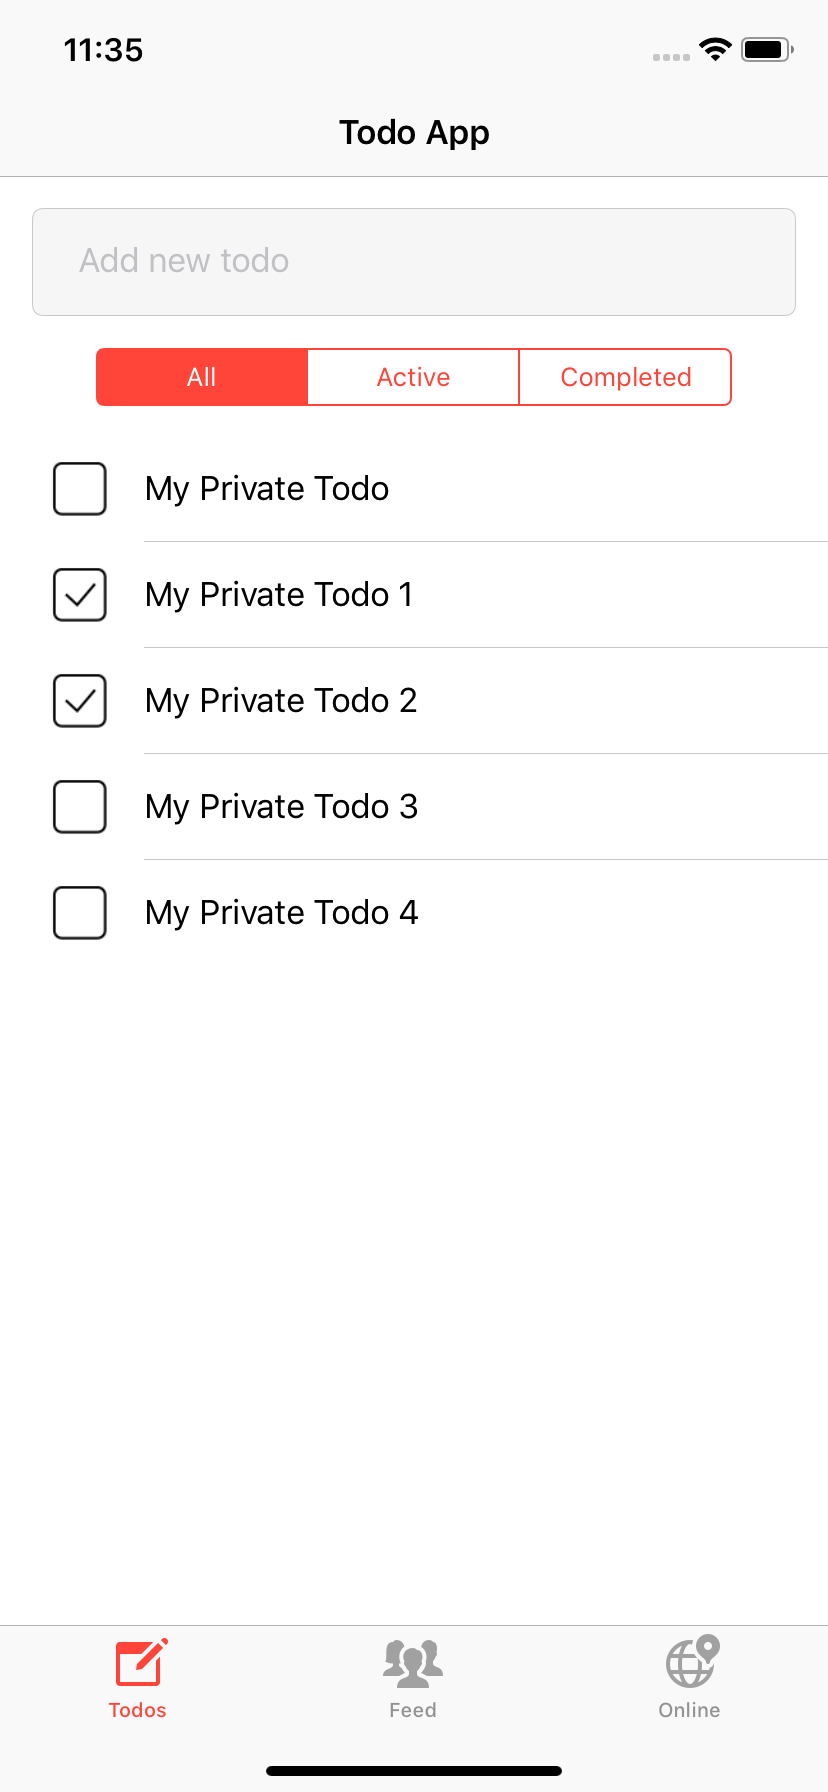 11:35
Todo App
Add new todo
All Active Completed
My Private Todo
My Private Todo 1
My Private Todo 2
My Private Todo 3
My Private Todo 4
Todos Feed Online